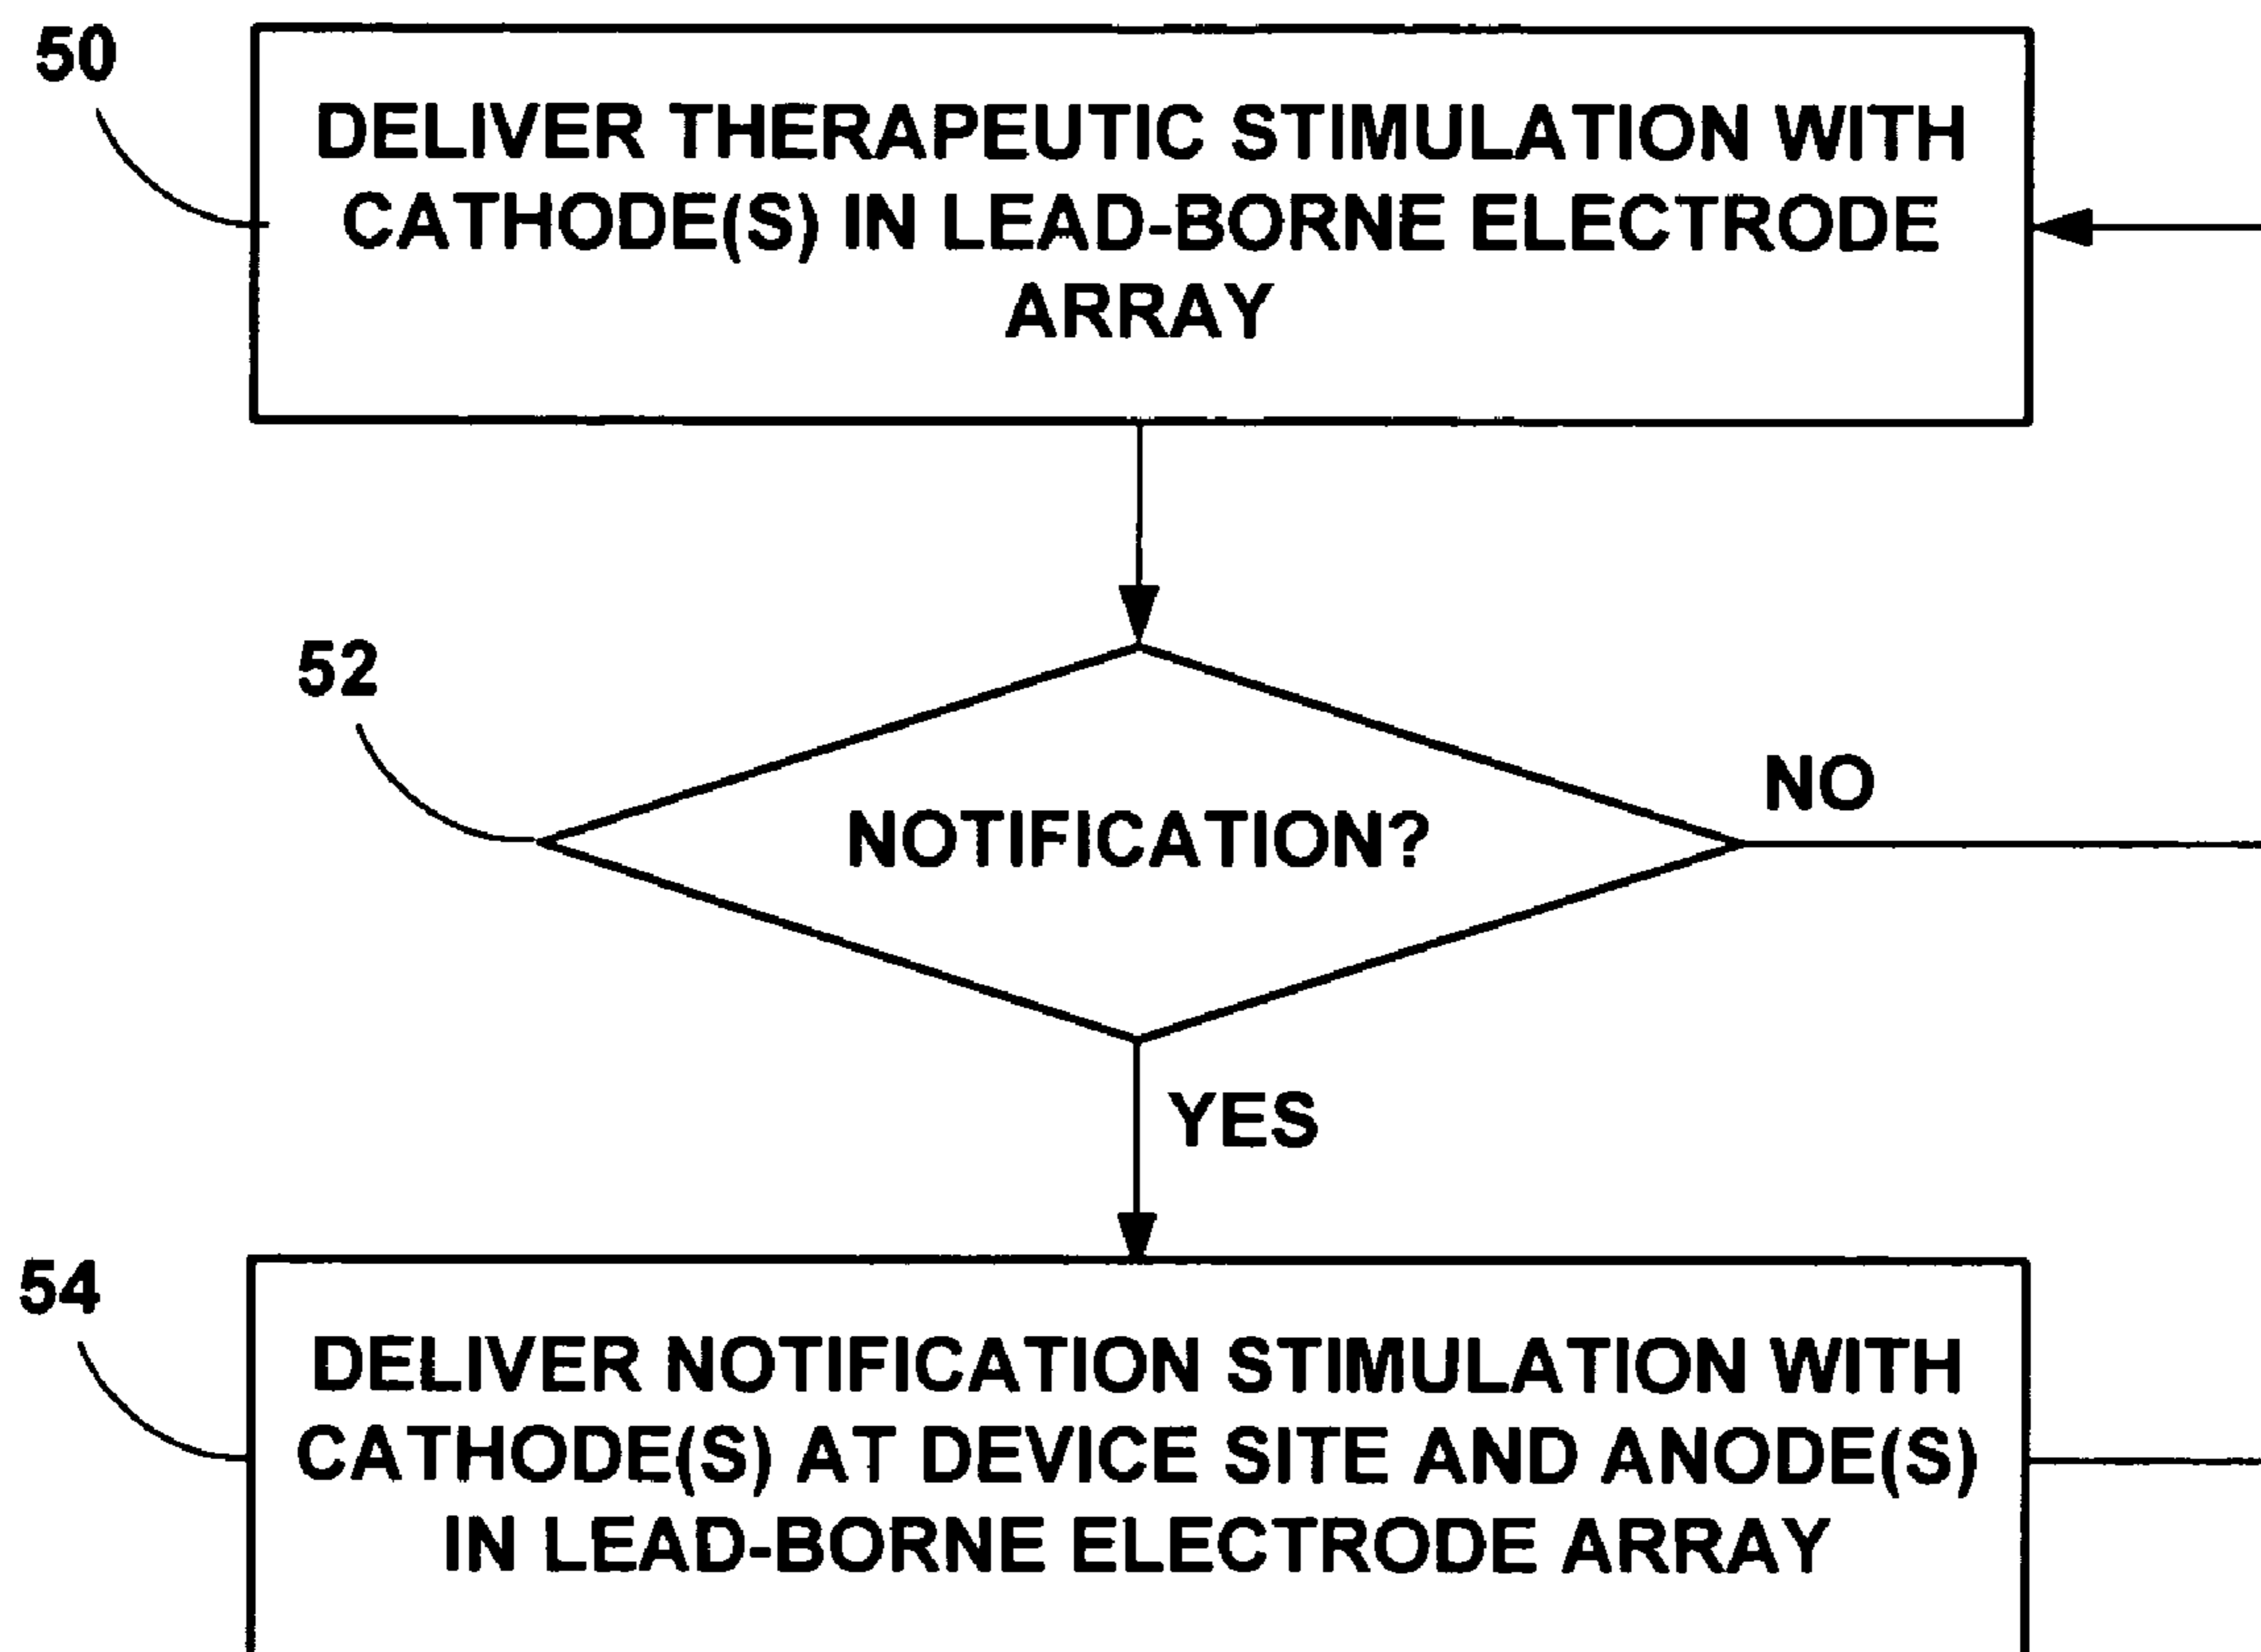 50
DELIVER THERAPEUTIC STIMULATION WITH
CATHODE(S) IN LEAD-BORNE ELECTRODE
ARRAY
52
NOTIFICATION?
NO
YES
54
DELIVER NOTIFICATION STIMULATION WITH
CATHODE(S) AT DEVICE SITE AND ANODE(S)
IN LEAD-BORNE ELECTRODE ARRAY